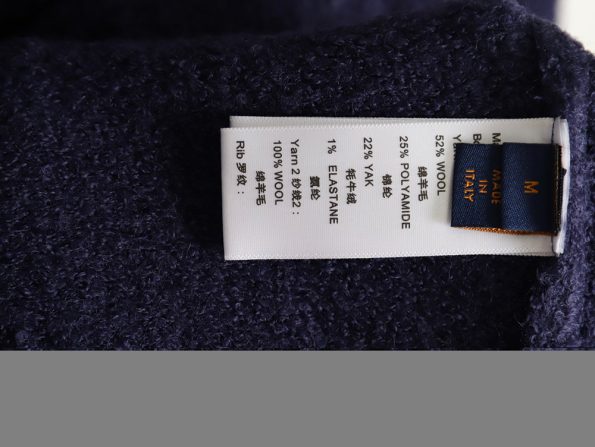 M
MADE
IN
ITALY
52% WOOL
绵羊毛
25% POLYAMIDE
锦纶
22% YAK
牦牛绒
1% ELASTANE
氨纶
Yarn 2 纱线2：
100% WOOL
绵羊毛
Rib 罗纹：